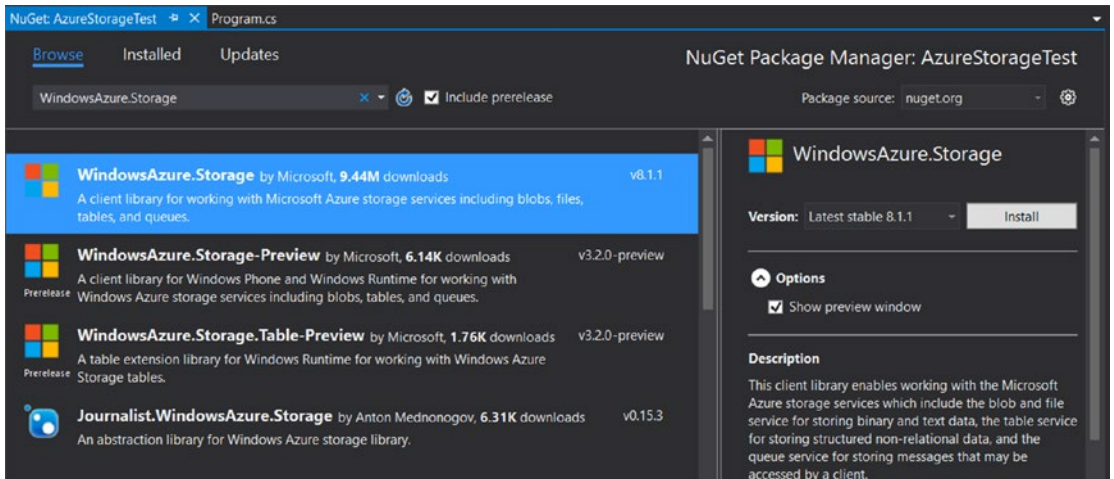 NuGet: AzureStorageTest Program.cs
Browse Installed Updates
NuGet Package Manager: AzureStorageTest
WindowsAzure.Storage Include prerelease
Package source: nuget.org
WindowsAzure.Storage by Microsoft, 9.44M downloads v8.1.1
A client library for working with Microsoft Azure storage services including blobs, files,
tables, and queues.
WindowsAzure.Storage-Preview by Microsoft, 6.14K downloads v3.2.0-preview
A client library for Windows Phone and Windows Runtime for working with
Prerelease Windows Azure storage services including blobs, tables, and queues.
WindowsAzure.Storage.Table-Preview by Microsoft, 1.76K downloads v3.2.0-preview
A table extension library for Windows Runtime for working with Windows Azure
Prerelease Storage tables.
Journalist.WindowsAzure.Storage by Anton Mednonogov, 6.31K downloads v0.15.3
An abstraction library for Windows Azure storage library.
WindowsAzure.Storage
Version: Latest stable 8.1.1 Install
Options
Show preview window
Description
This client library enables working with the Microsoft
Azure storage services which include the blob and file
service for storing binary and text data, the table service
for storing structured non-relational data, and the
queue service for storing messages that may be
accessed by a client.